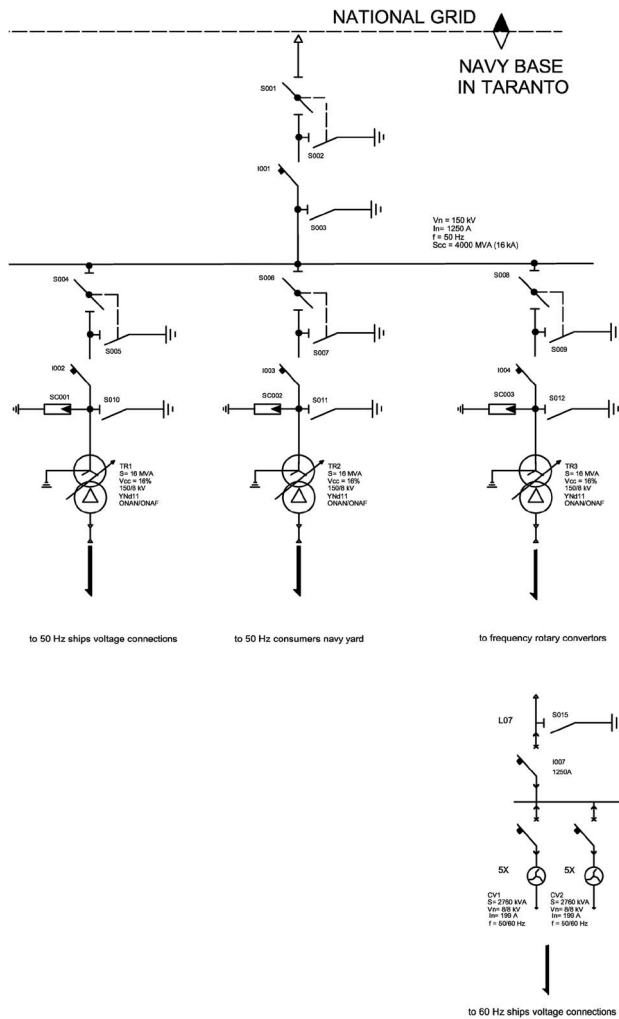 NATIONAL GRID
NAVY BASE
IN TARANTO
S001
S002
I001
S003
Vn = 150 kV
In= 1250 A
f = 50 Hz
Scc = 4000 MVA (16 kA)
S004
S006
S008
S005
S007
S009
I002
I003
I004
SC001
S010
SC002
S011
SC003
S012
TR1
S= 16 MVA
Vcc = 16%
150/8 kV
YNd11
ONAN/ONAF
TR2
S= 16 MVA
Vcc = 16%
150/8 kV
YNd11
ONAN/ONAF
TR3
S= 16 MVA
Vcc = 16%
150/8 kV
YNd11
ONAN/ONAF
to 50 Hz ships voltage connections
to 50 Hz consumers navy yard
to frequency rotary convertors
L07
S015
I007
1250A
5X
5X
CV1
S= 2760 kVA
Vn= 8/8 kV
In= 199 A
f = 50/60 Hz
CV2
S= 2760 kVA
Vn= 8/8 kV
In= 199 A
f = 50/60 Hz
to 60 Hz ships voltage connections